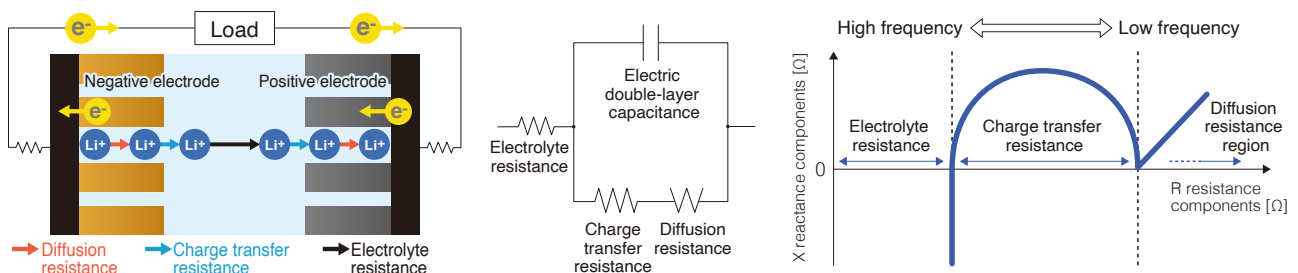 e-
Load
e-
Negative electrode
Positive electrode
e-
e-
Li+
Li+
Li+
Li+
Li+
Li+
Diffusion
resistance
Charge transfer
resistance
Electrolyte
resistance
Electric
double-layer
capacitance
Electrolyte
resistance
Charge
transfer
resistance
Diffusion
resistance
High frequency
Low frequency
X reactance components [Ω]
Electrolyte
resistance
Charge transfer
resistance
Diffusion
resistance
region
0
R resistance
components [Ω]